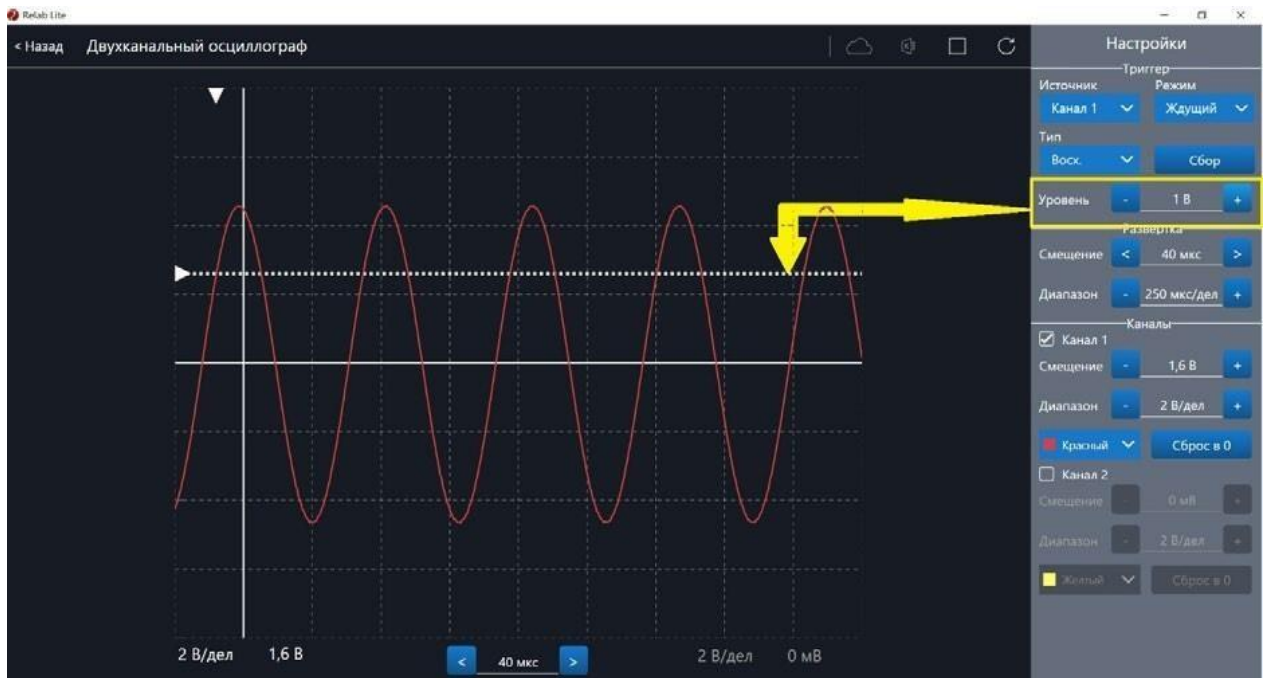 Relab Lite
< Назад Двухканальный осциллограф
Настройки
Триггер
Источник Режим
Канал 1 Ждущий
Тип
Восх. Сбор
Уровень - 1 В +
Развертка
Смещение < 40 мкс >
Диапазон - 250 мкс/дел +
Каналы
Канал 1
Смещение - 1,6 В +
Диапазон - 2 В/дел +
Красный Сброс в 0
Канал 2
Смещение - 0 мВ +
Диапазон - 2 В/дел +
Желтый Сброс в 0
2 В/дел 1,6 В < 40 мкс > 2 В/дел 0 мВ